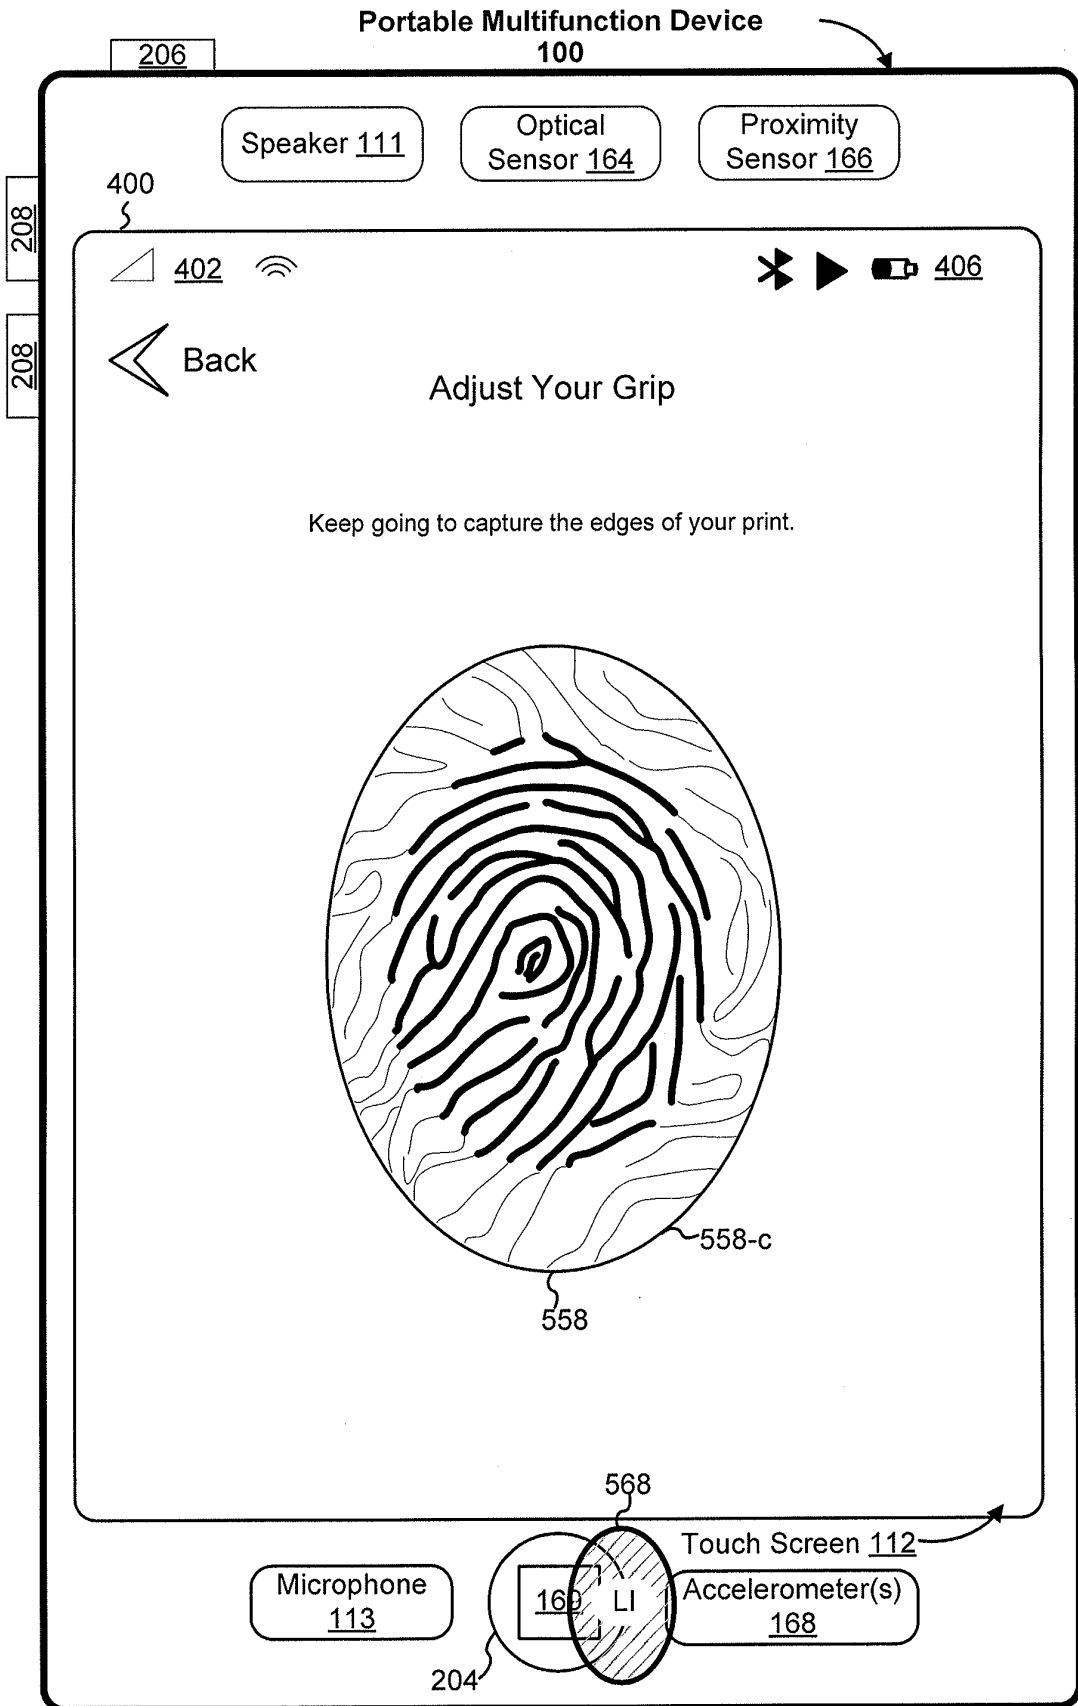 Portable Multifunction Device
100
206
Speaker 111
Optical
Sensor 164
Proximity
Sensor 166
208
400
402
406
208
Back
Adjust Your Grip
Keep going to capture the edges of your print.
558-c
558
568
Touch Screen 112
Microphone
113
169
LI
Accelerometer(s)
168
204